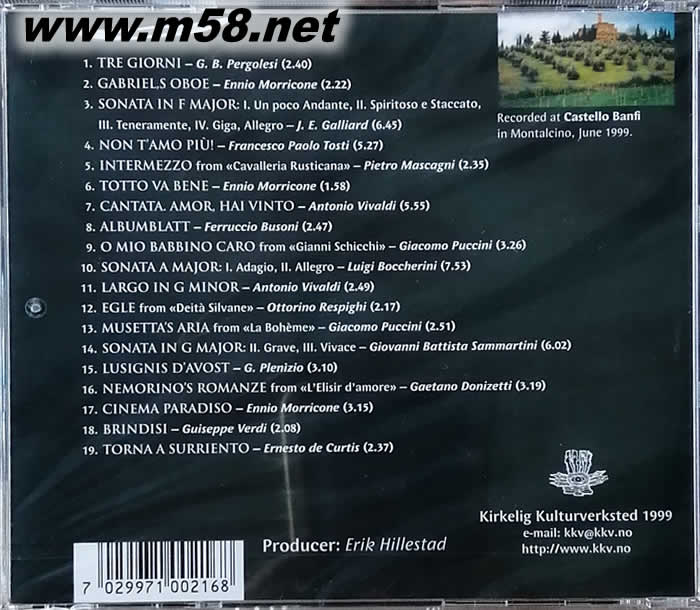 www.m58.net
1. TRE GIORNI – G. B. Pergolesi (2.40)
2. GABRIEL,S OBOE – Ennio Morricone (2.22)
3. SONATA IN F MAJOR: I. Un poco Andante, II. Spiritoso e Staccato,
III. Teneramente, IV. Giga, Allegro – J. E. Galliard (6.45)
4. NON T'AMO PIÙ! – Francesco Paolo Tosti (5.27)
5. INTERMEZZO from «Cavalleria Rusticana» – Pietro Mascagni (2.35)
6. TOTTO VA BENE – Ennio Morricone (1.58)
7. CANTATA. AMOR, HAI VINTO – Antonio Vivaldi (5.55)
8. ALBUMBLATT – Ferruccio Busoni (2.47)
9. O MIO BABBINO CARO from «Gianni Schicchi» – Giacomo Puccini (3.26)
10. SONATA A MAJOR: I. Adagio, II. Allegro – Luigi Boccherini (7.53)
11. LARGO IN G MINOR – Antonio Vivaldi (2.49)
12. EGLE from «Deità Silvane» – Ottorino Respighi (2.17)
13. MUSETTA'S ARIA from «La Bohème» – Giacomo Puccini (2.51)
14. SONATA IN G MAJOR: II. Grave, III. Vivace – Giovanni Battista Sammartini (6.02)
15. LUSIGNIS D'AVOST – G. Plenizio (3.10)
16. NEMORINO'S ROMANZE from «L'Elisir d'amore» – Gaetano Donizetti (3.19)
17. CINEMA PARADISO – Ennio Morricone (3.15)
18. BRINDISI – Guiseppe Verdi (2.08)
19. TORNA A SURRIENTO – Ernesto de Curtis (2.37)
Recorded at Castello Banfi
in Montalcino, June 1999.
Kirkelig Kulturverksted 1999
e-mail: kkv@kkv.no
http://www.kkv.no
Producer: Erik Hillestad
7 029971 002168